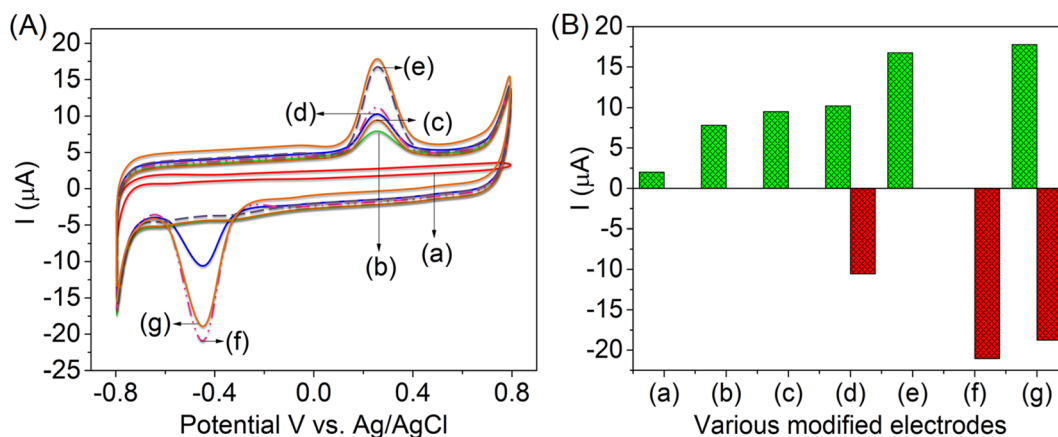 (A)
I (µA)
20
15
10
5
0
-5
-10
-15
-20
-25
-0.8
-0.4
0.0
0.4
0.8
Potential V vs. Ag/AgCl
(e)
(d)
(c)
(b)
(a)
(g)
(f)
(B)
I (µA)
20
15
10
5
0
-5
-10
-15
-20
(a) (b) (c) (d) (e) (f) (g)
Various modified electrodes